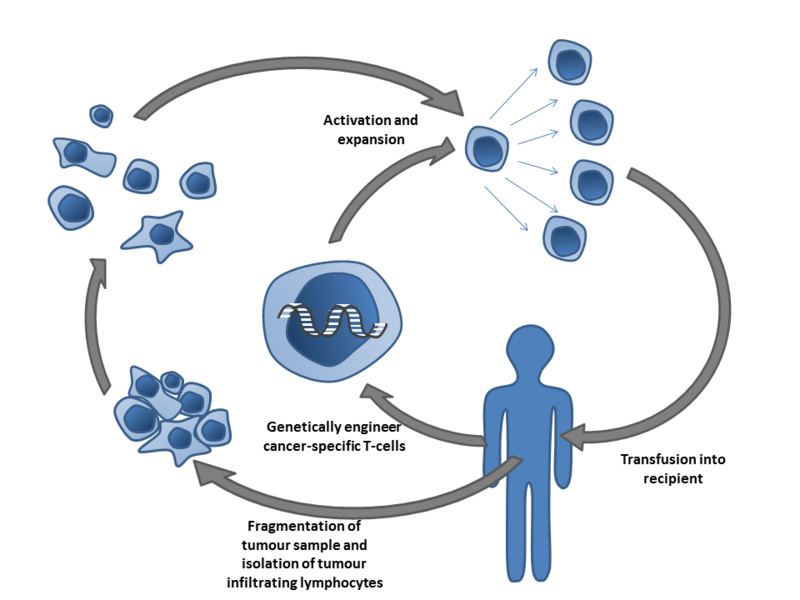 Activation and
expansion
Genetically engineer
cancer-specific T-cells
Transfusion into
recipient
Fragmentation of
tumour sample and
isolation of tumour
infiltrating lymphocytes